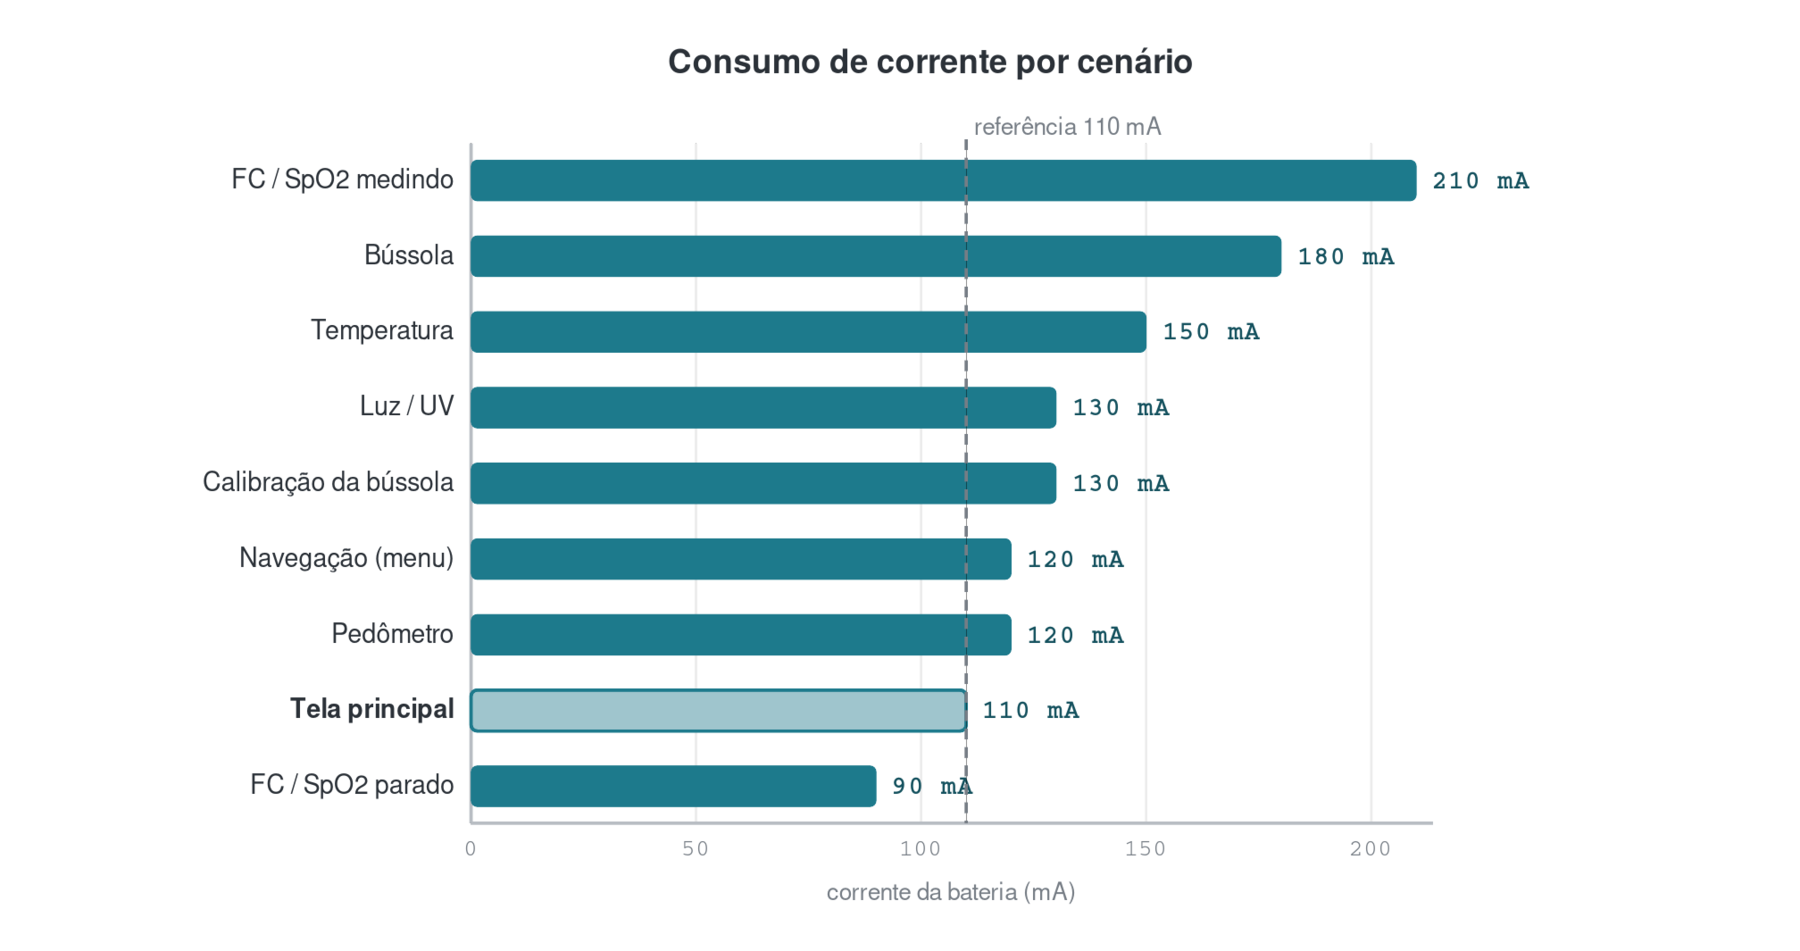 Consumo de corrente por cenário
referência 110 mA
FC / SpO2 medindo 210 mA
Bússola 180 mA
Temperatura 150 mA
Luz / UV 130 mA
Calibração da bússola 130 mA
Navegação (menu) 120 mA
Pedômetro 120 mA
Tela principal 110 mA
FC / SpO2 parado 90 mA
0 50 100 150 200
corrente da bateria (mA)